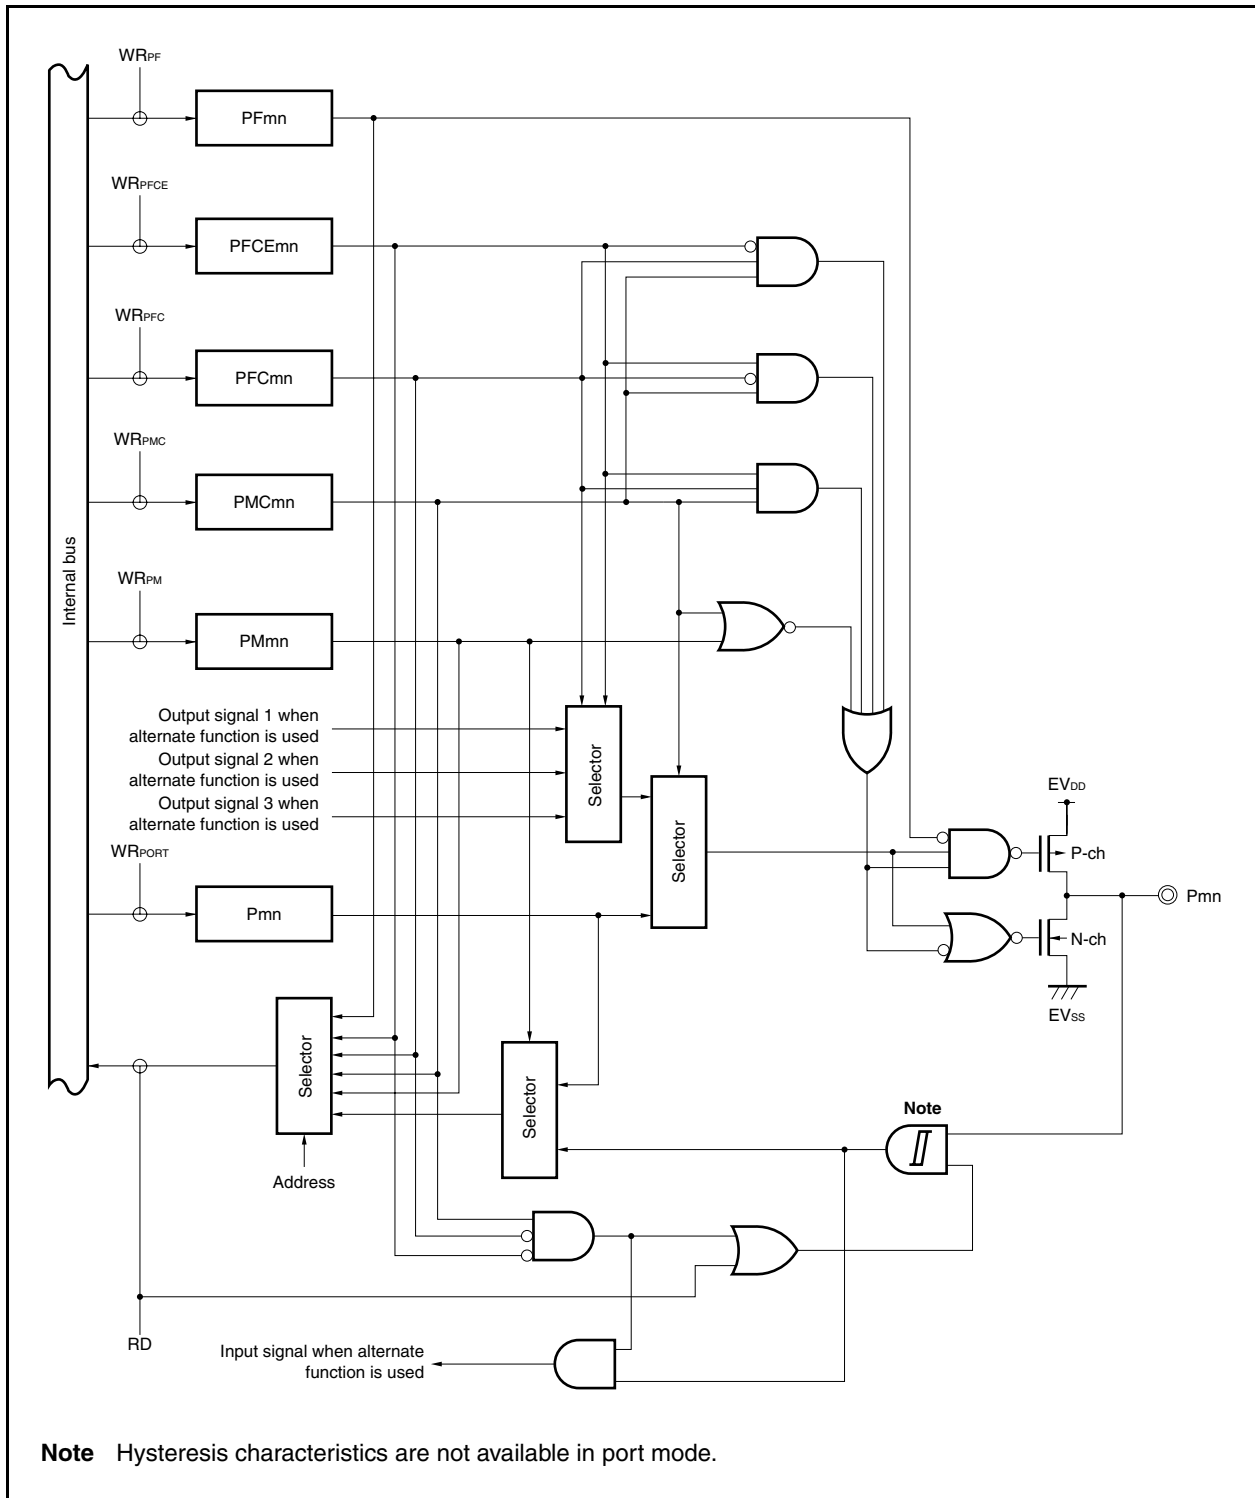 WRPF
PFmn
WRPFCE
PFCEmn
WRPFC
PFCmn
WRPMC
PMCmn
Internal bus
WRPM
PMmn
Output signal 1 when
alternate function is used
Output signal 2 when
alternate function is used
Output signal 3 when
alternate function is used
Selector
Selector
WRPORT
Pmn
EVDD
P-ch
Pmn
N-ch
EVSS
Selector
Selector
Address
Note
RD
Input signal when alternate
function is used
Note Hysteresis characteristics are not available in port mode.